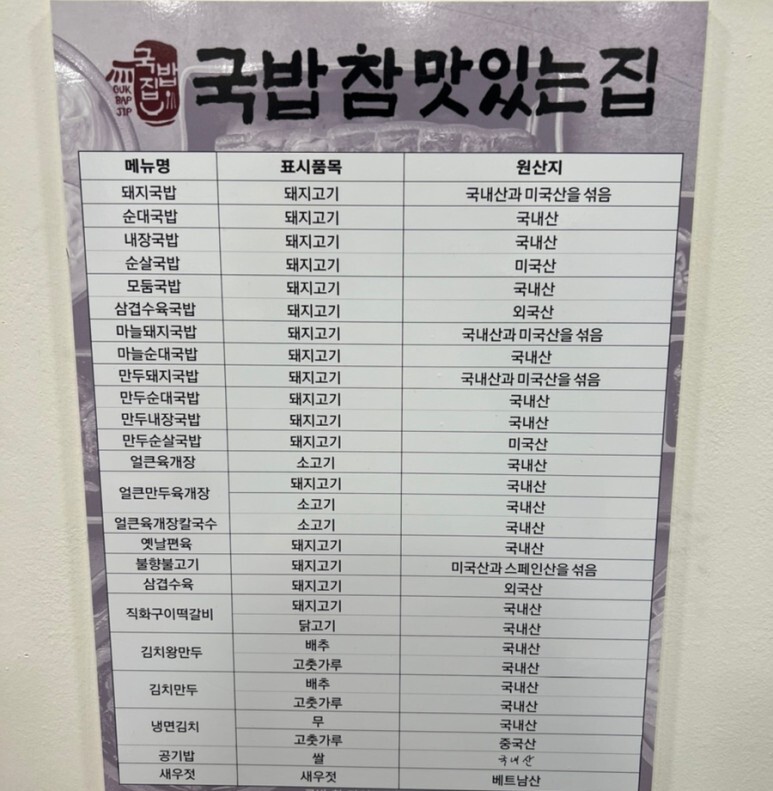 국밥집
GUK
BAP
JIP
국밥 참 맛있는 집
메뉴명 표시품목 원산지
돼지국밥 돼지고기 국내산과 미국산을 섞음
순대국밥 돼지고기 국내산
내장국밥 돼지고기 국내산
순살국밥 돼지고기 미국산
모둠국밥 돼지고기 국내산
삼겹수육국밥 돼지고기 외국산
마늘돼지국밥 돼지고기 국내산과 미국산을 섞음
마늘순대국밥 돼지고기 국내산
만두돼지국밥 돼지고기 국내산과 미국산을 섞음
만두순대국밥 돼지고기 국내산
만두내장국밥 돼지고기 국내산
만두순살국밥 돼지고기 미국산
얼큰육개장 소고기 국내산
얼큰만두육개장 돼지고기 국내산
소고기 국내산
얼큰육개장칼국수 소고기 국내산
옛날편육 돼지고기 국내산
불향불고기 돼지고기 미국산과 스페인산을 섞음
삼겹수육 돼지고기 외국산
직화구이떡갈비 돼지고기 국내산
닭고기 국내산
김치왕만두 배추 국내산
고춧가루 국내산
김치만두 배추 국내산
고춧가루 국내산
냉면김치 무 국내산
고춧가루 중국산
공기밥 쌀 국내산
새우젓 새우젓 베트남산